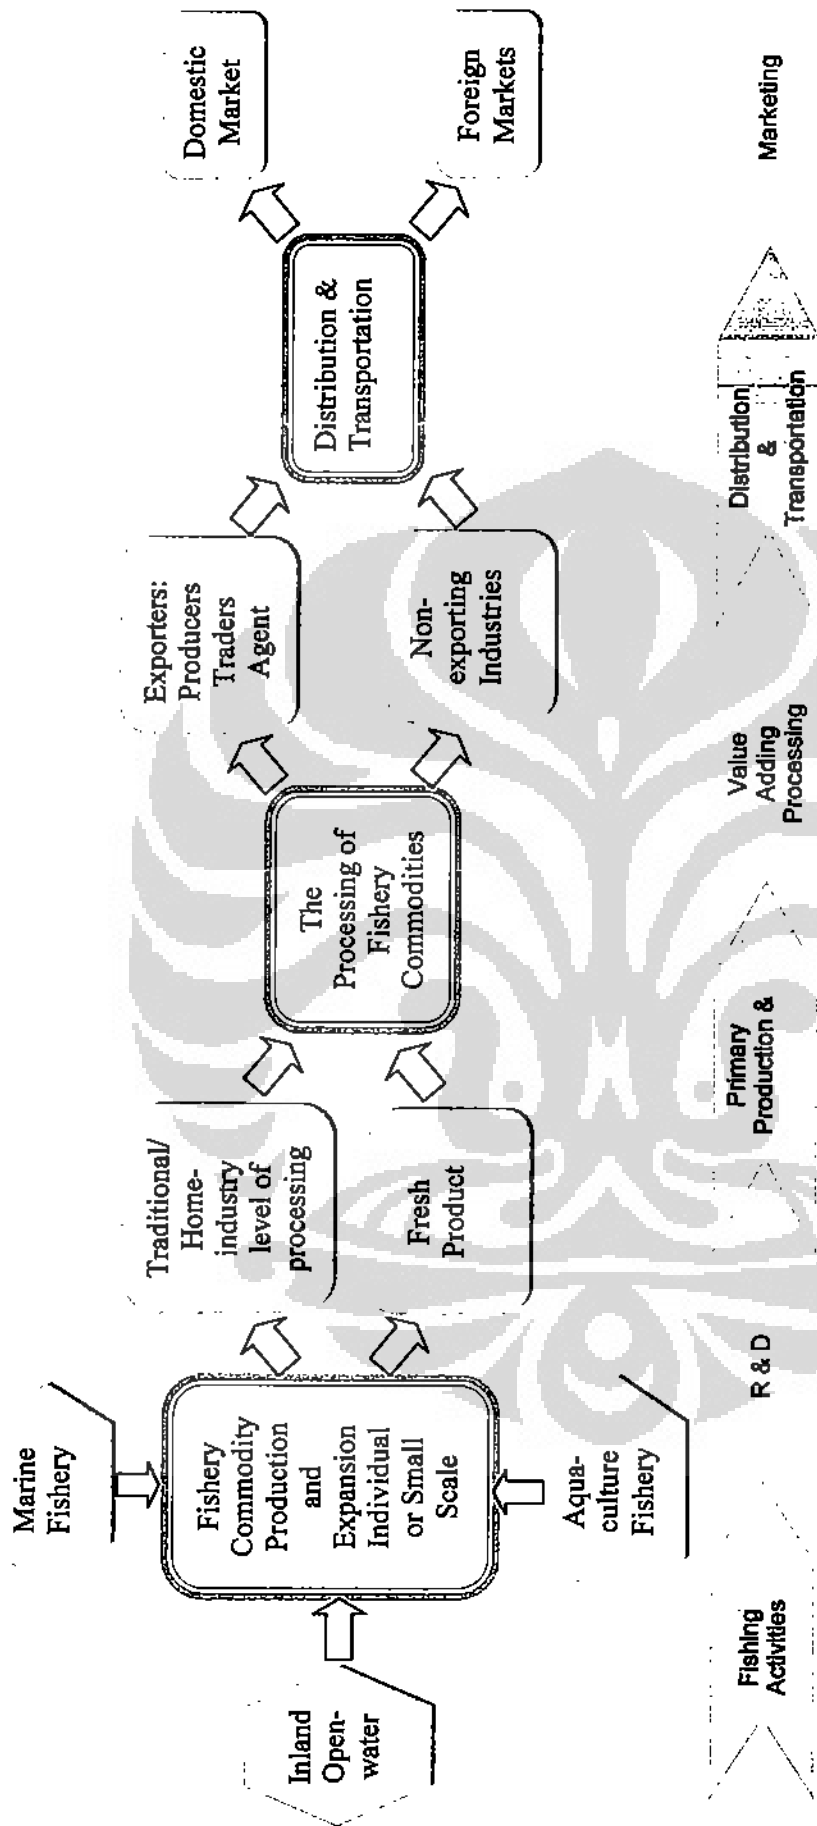 Marine
Fishery
Inland
Open-
water
Fishery
Commodity
Production
and
Expansion
Individual
or Small
Scale
Aqua-
culture
Fishery
Traditional/
Home-
industry
level of
processing
Fresh
Product
The
Processing of
Fishery
Commodities
Exporters:
Producers
Traders
Agent
Non-
exporting
Industries
Distribution &
Transportation
Domestic
Market
Foreign
Markets
Fishing
Activities
R & D
Primary
Production &
Value
Adding
Processing
Distribution
&
Transportation
Marketing